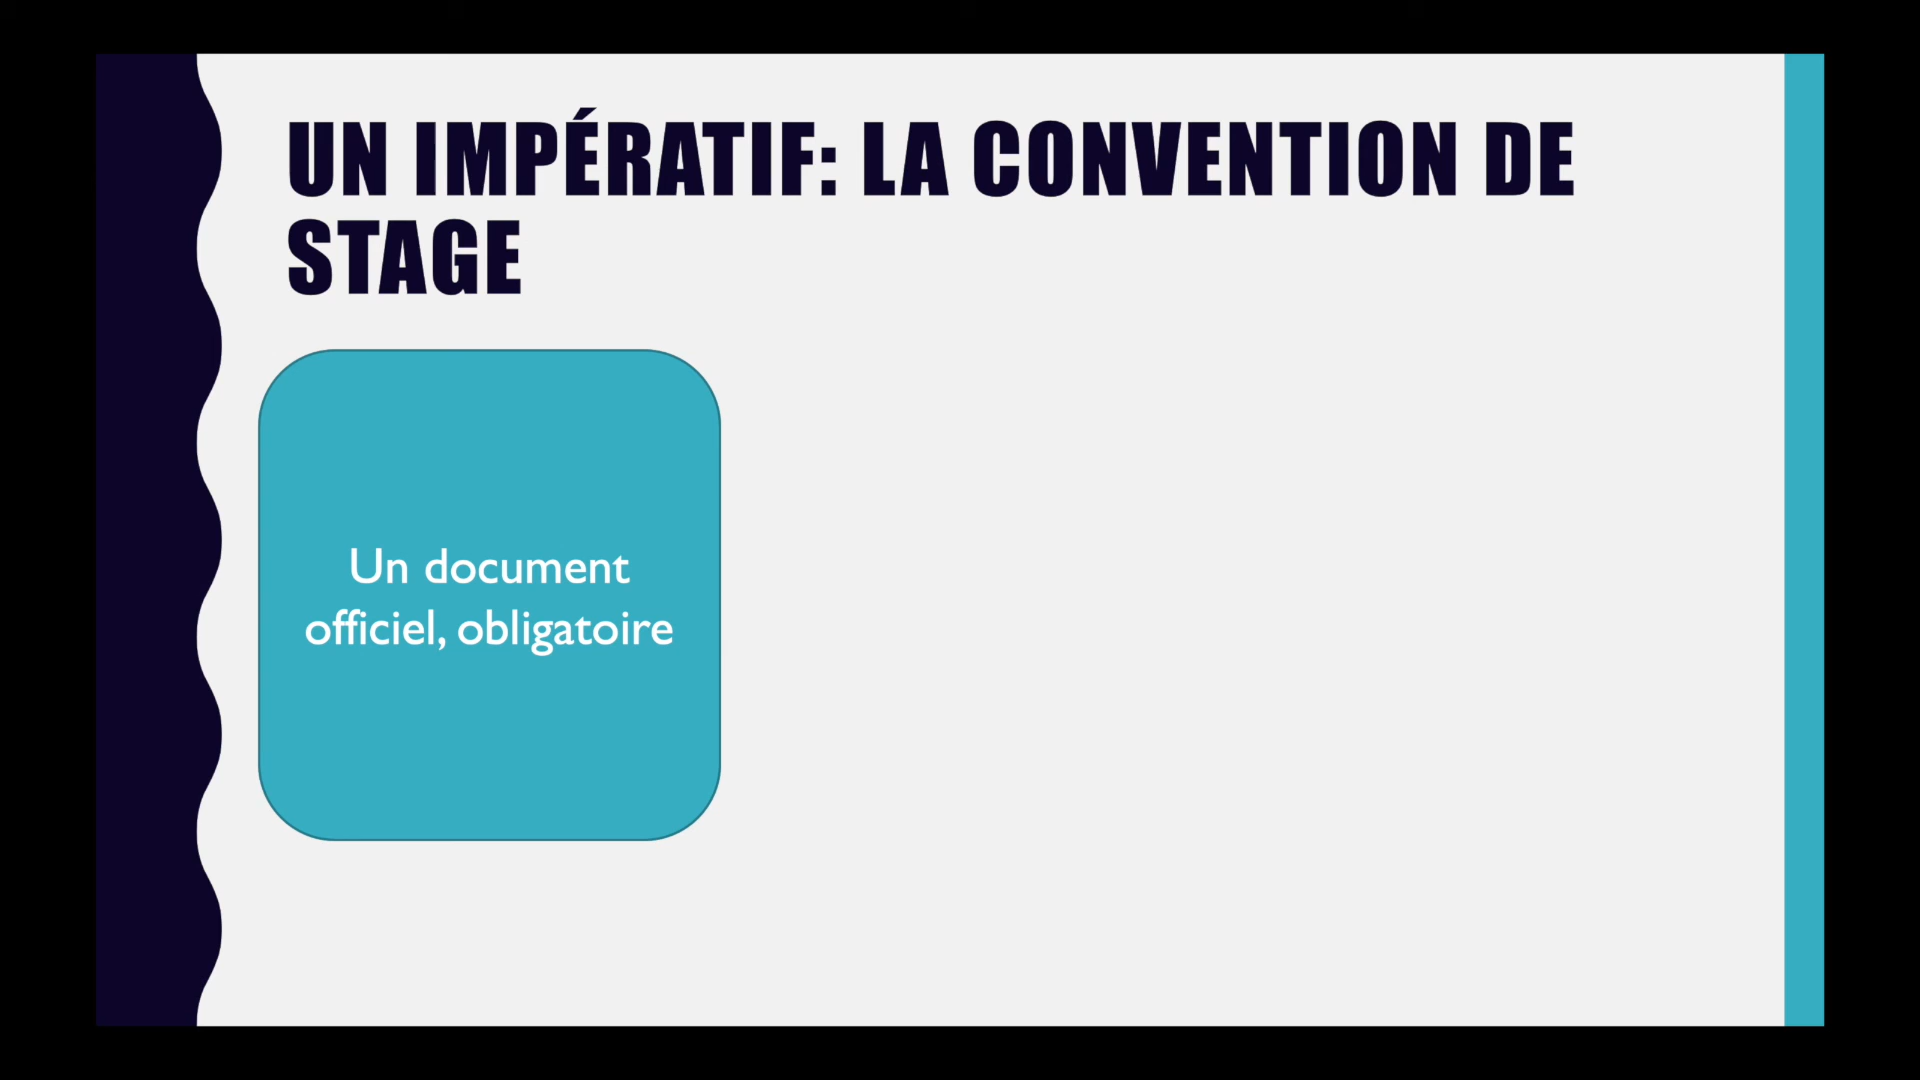 UN IMPÉRATIF: LA CONVENTION DE
STAGE
Un document
officiel, obligatoire